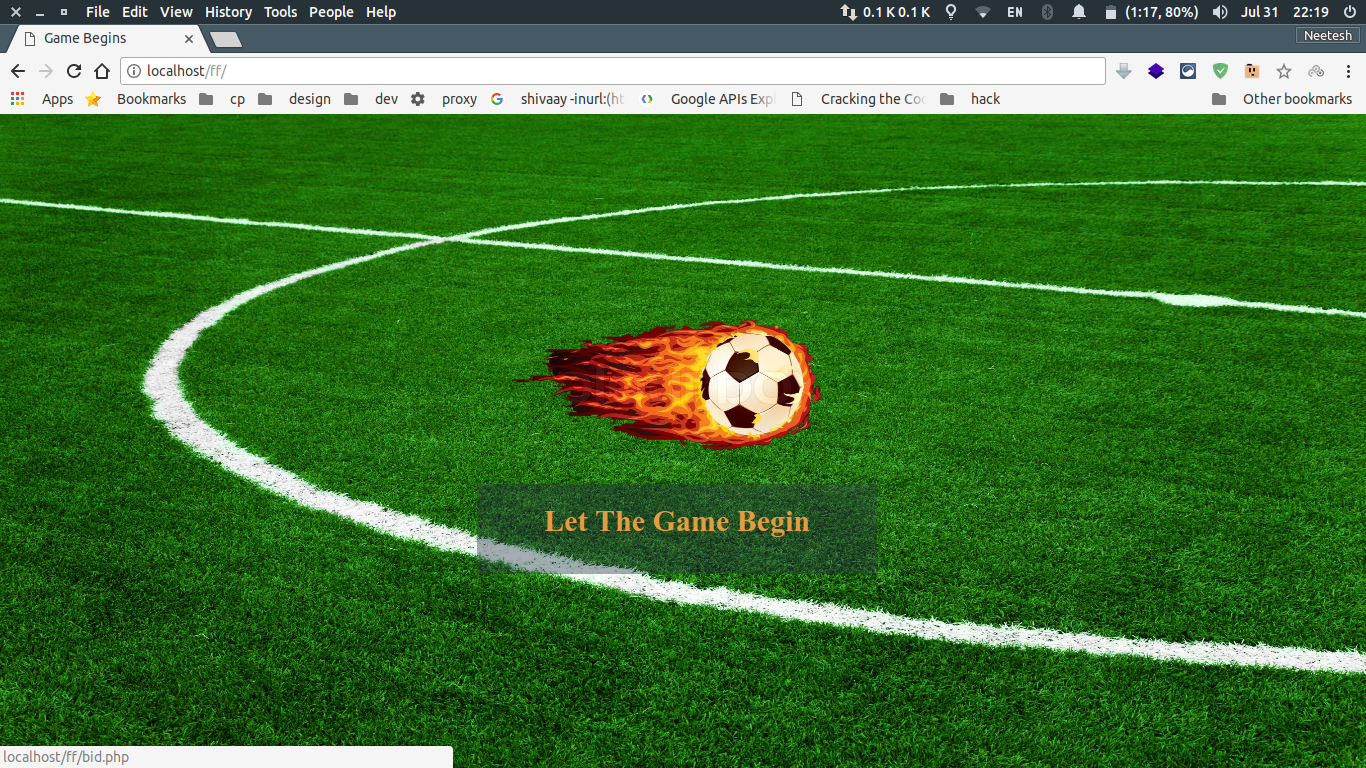 File Edit View History Tools People Help
0.1 K 0.1 K EN (1:17, 80%) Jul 31 22:19
Game Begins
Neetesh
localhost/ff/
Apps Bookmarks cp design dev proxy shivaay -inurl:(ht Google APIs Expl Cracking the Co hack Other bookmarks
Let The Game Begin
localhost/ff/bid.php